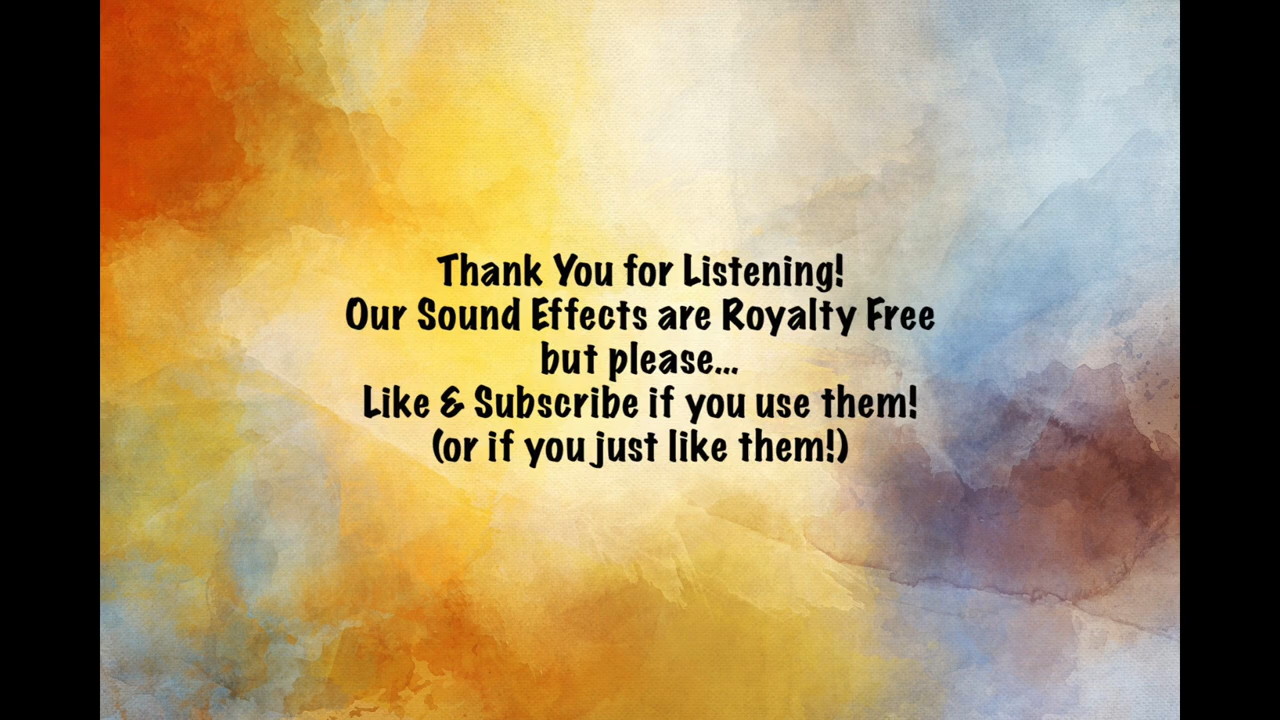 Thank You for Listening!
Our Sound Effects are Royalty Free
but please...
Like & Subscribe if you use them!
(or if you just like them!)